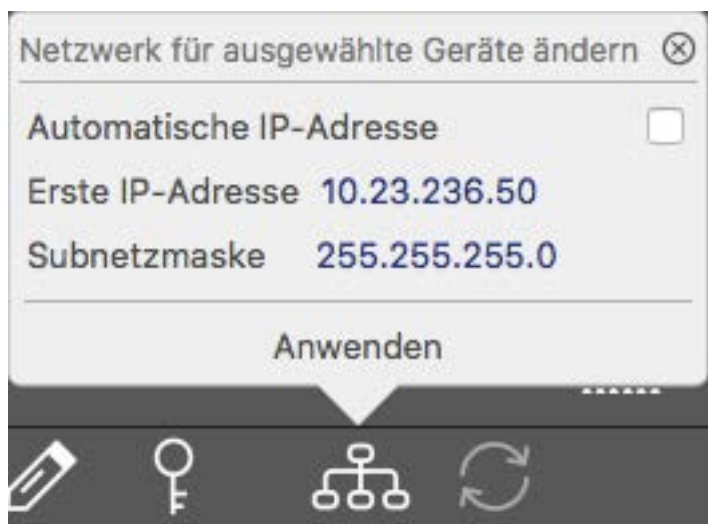 Netzwerk für ausgewählte Geräte ändern
Automatische IP-Adresse
Erste IP-Adresse 10.23.236.50
Subnetzmaske 255.255.255.0
Anwenden